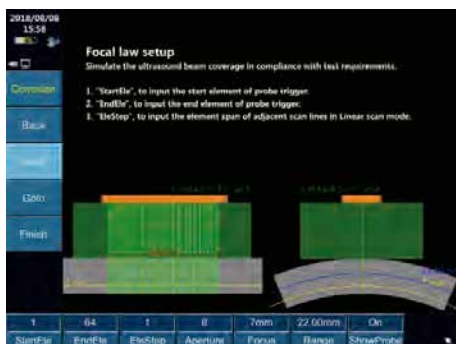 2018/08/08
15:58
Focal law setup
Simulate the ultrasound beam coverage in compliance with test requirements.
1. "StartEle", to input the start element of probe trigger.
2. "EndEle", to input the end element of probe trigger.
3. "EleStep", to input the element span of adjacent scan lines in Linear scan mode.
Corrosion
Back
Goto
Finish
1 64 1 8 7mm 22.00mm On
StartEle EndEle EleStep Aperture Focus Range ShowProbe